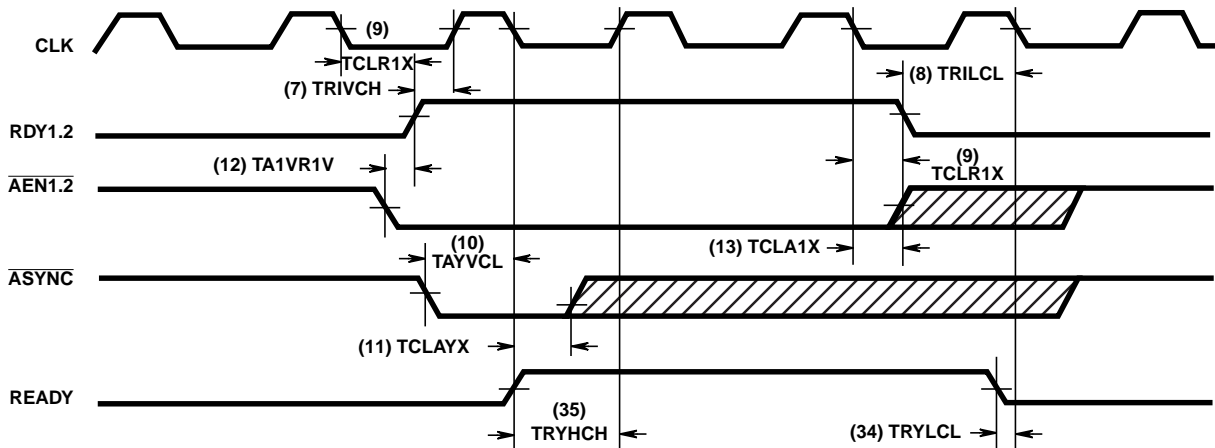 CLK
(9)
TCLR1X
(8) TRILCL
(7) TRIVCH
RDY1.2
(12) TA1VR1V
(9)
TCLR1X
AEN1.2
(10)
TAYVCL
(13) TCLA1X
ASYNC
(11) TCLAYX
READY
(35)
TRYHCH
(34) TRYLCL